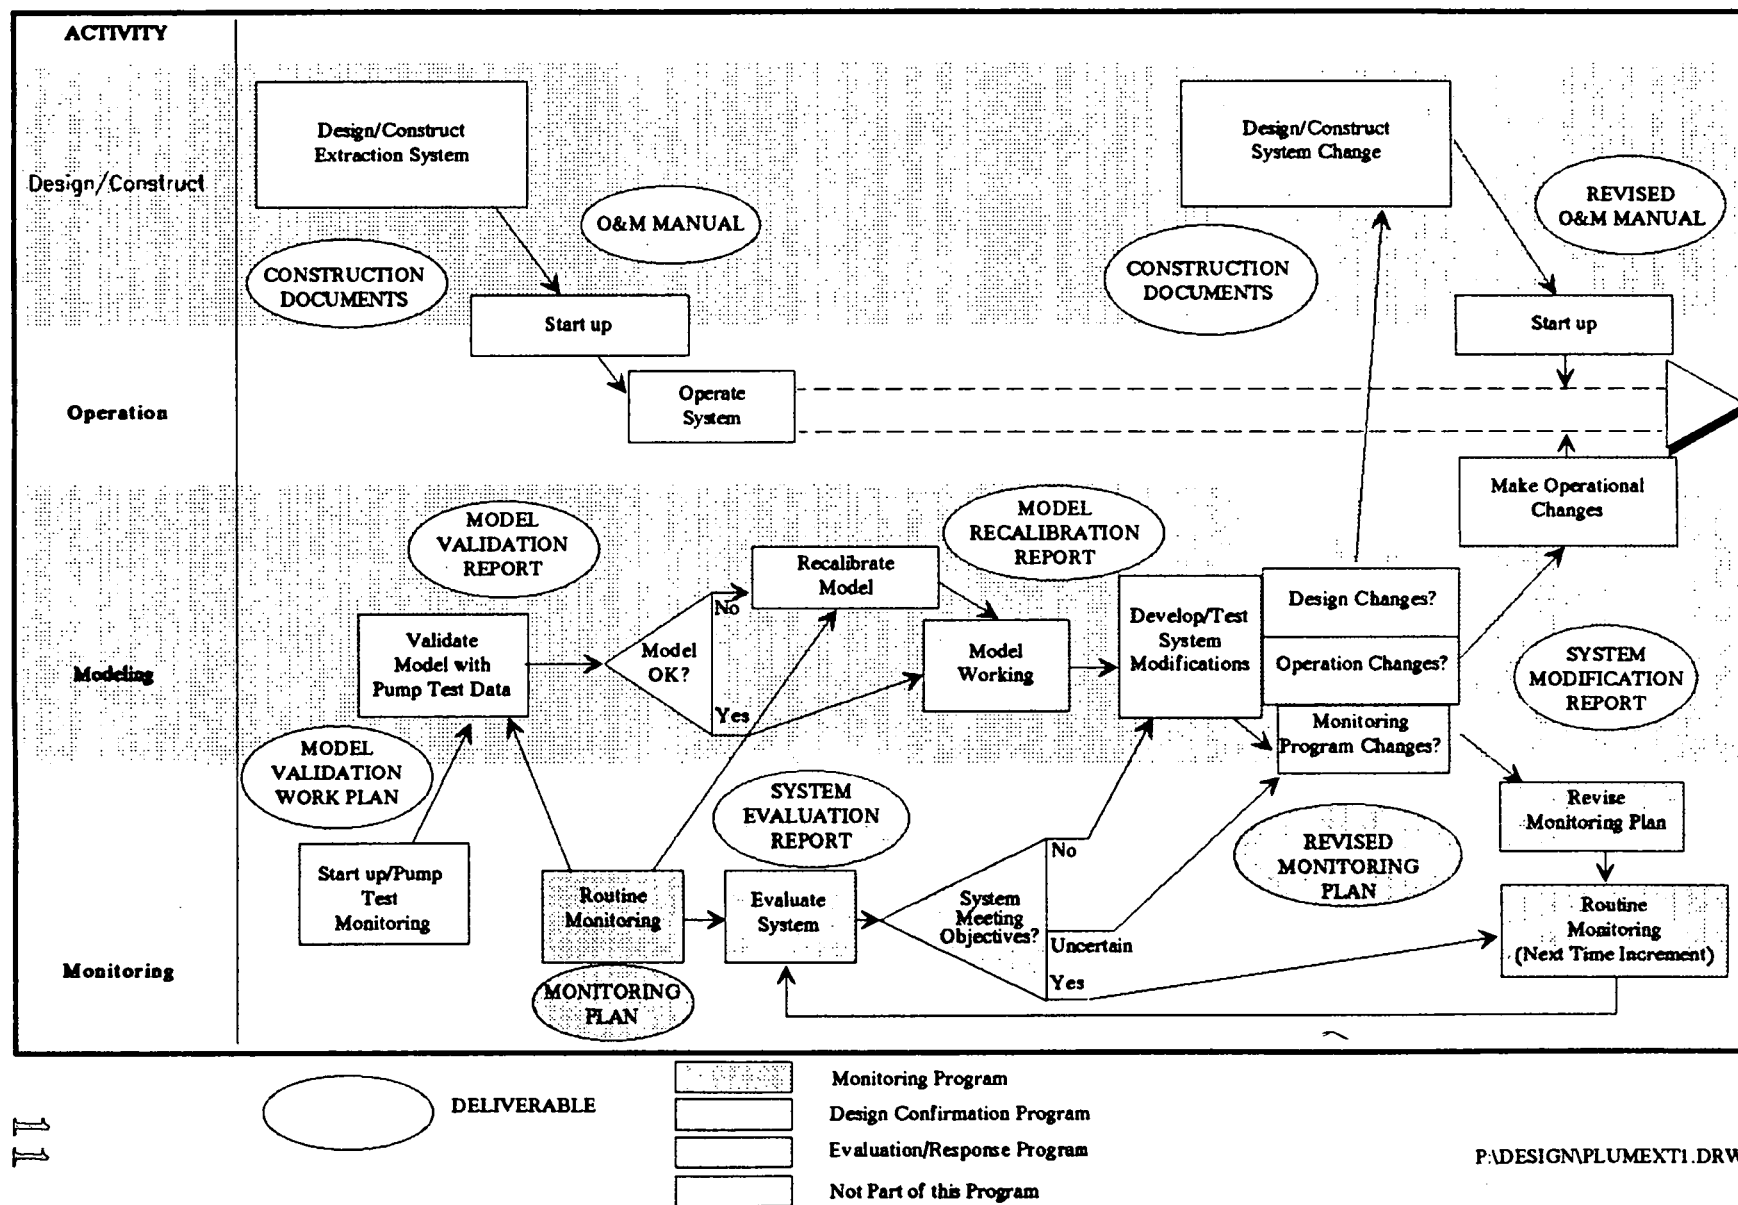 ACTIVITY
Design/Construct
Extraction System
Design/Construct
System Change
Design/Construct
O&M MANUAL
REVISED
O&M MANUAL
CONSTRUCTION
DOCUMENTS
CONSTRUCTION
DOCUMENTS
Start up
Start up
Operation
Operate
System
Make Operational
Changes
MODEL
VALIDATION
REPORT
MODEL
RECALIBRATION
REPORT
Recalibrate
Model
No
Modeling
Validate
Model with
Pump Test Data
Model
OK?
Yes
Model
Working
Develop/Test
System
Modifications
Design Changes?
Operation Changes?
Monitoring
Program Changes?
SYSTEM
MODIFICATION
REPORT
MODEL
VALIDATION
WORK PLAN
SYSTEM
EVALUATION
REPORT
Revise
Monitoring Plan
REVISED
MONITORING
PLAN
Monitoring
Start up/Pump
Test
Monitoring
Routine
Monitoring
MONITORING
PLAN
Evaluate
System
System
Meeting
Objectives?
No
Uncertain
Yes
Routine
Monitoring
(Next Time Increment)
DELIVERABLE
Monitoring Program
Design Confirmation Program
Evaluation/Response Program
Not Part of this Program
11
P:\DESIGN\PLUMEXT1.DRW